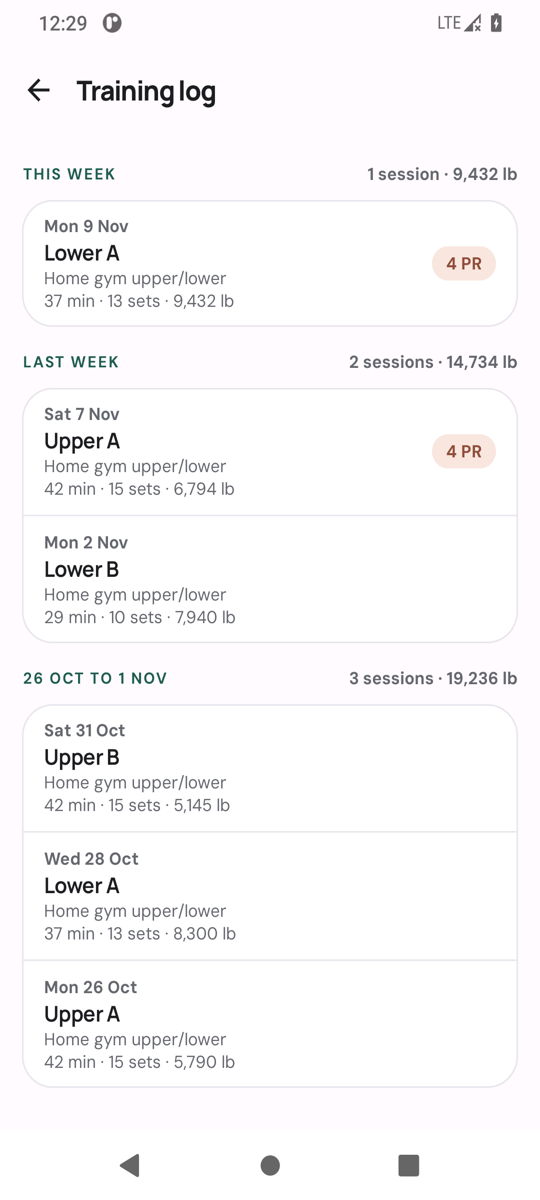 12:29
LTE
Training log
THIS WEEK
1 session · 9,432 lb
Mon 9 Nov
Lower A
Home gym upper/lower
37 min · 13 sets · 9,432 lb
4 PR
LAST WEEK
2 sessions · 14,734 lb
Sat 7 Nov
Upper A
Home gym upper/lower
42 min · 15 sets · 6,794 lb
4 PR
Mon 2 Nov
Lower B
Home gym upper/lower
29 min · 10 sets · 7,940 lb
26 OCT TO 1 NOV
3 sessions · 19,236 lb
Sat 31 Oct
Upper B
Home gym upper/lower
42 min · 15 sets · 5,145 lb
Wed 28 Oct
Lower A
Home gym upper/lower
37 min · 13 sets · 8,300 lb
Mon 26 Oct
Upper A
Home gym upper/lower
42 min · 15 sets · 5,790 lb